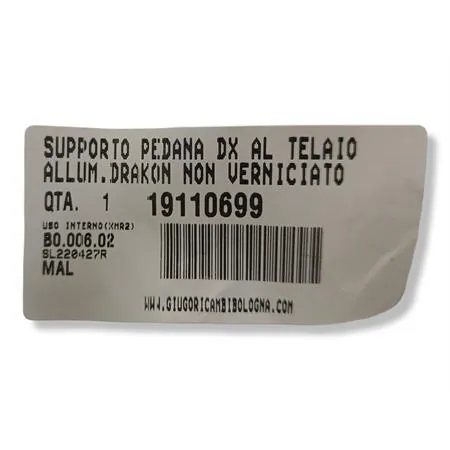 SUPPORTO PEDANA DX AL TELAIO
ALLUM.DRAKON NON VERNICIATO
QTA. 1 19110699
USO INTERNO(XMR2)
B0.006.02
SL220427R
MAL
WWW.GIUGORICAMBIBOLOGNA.COM